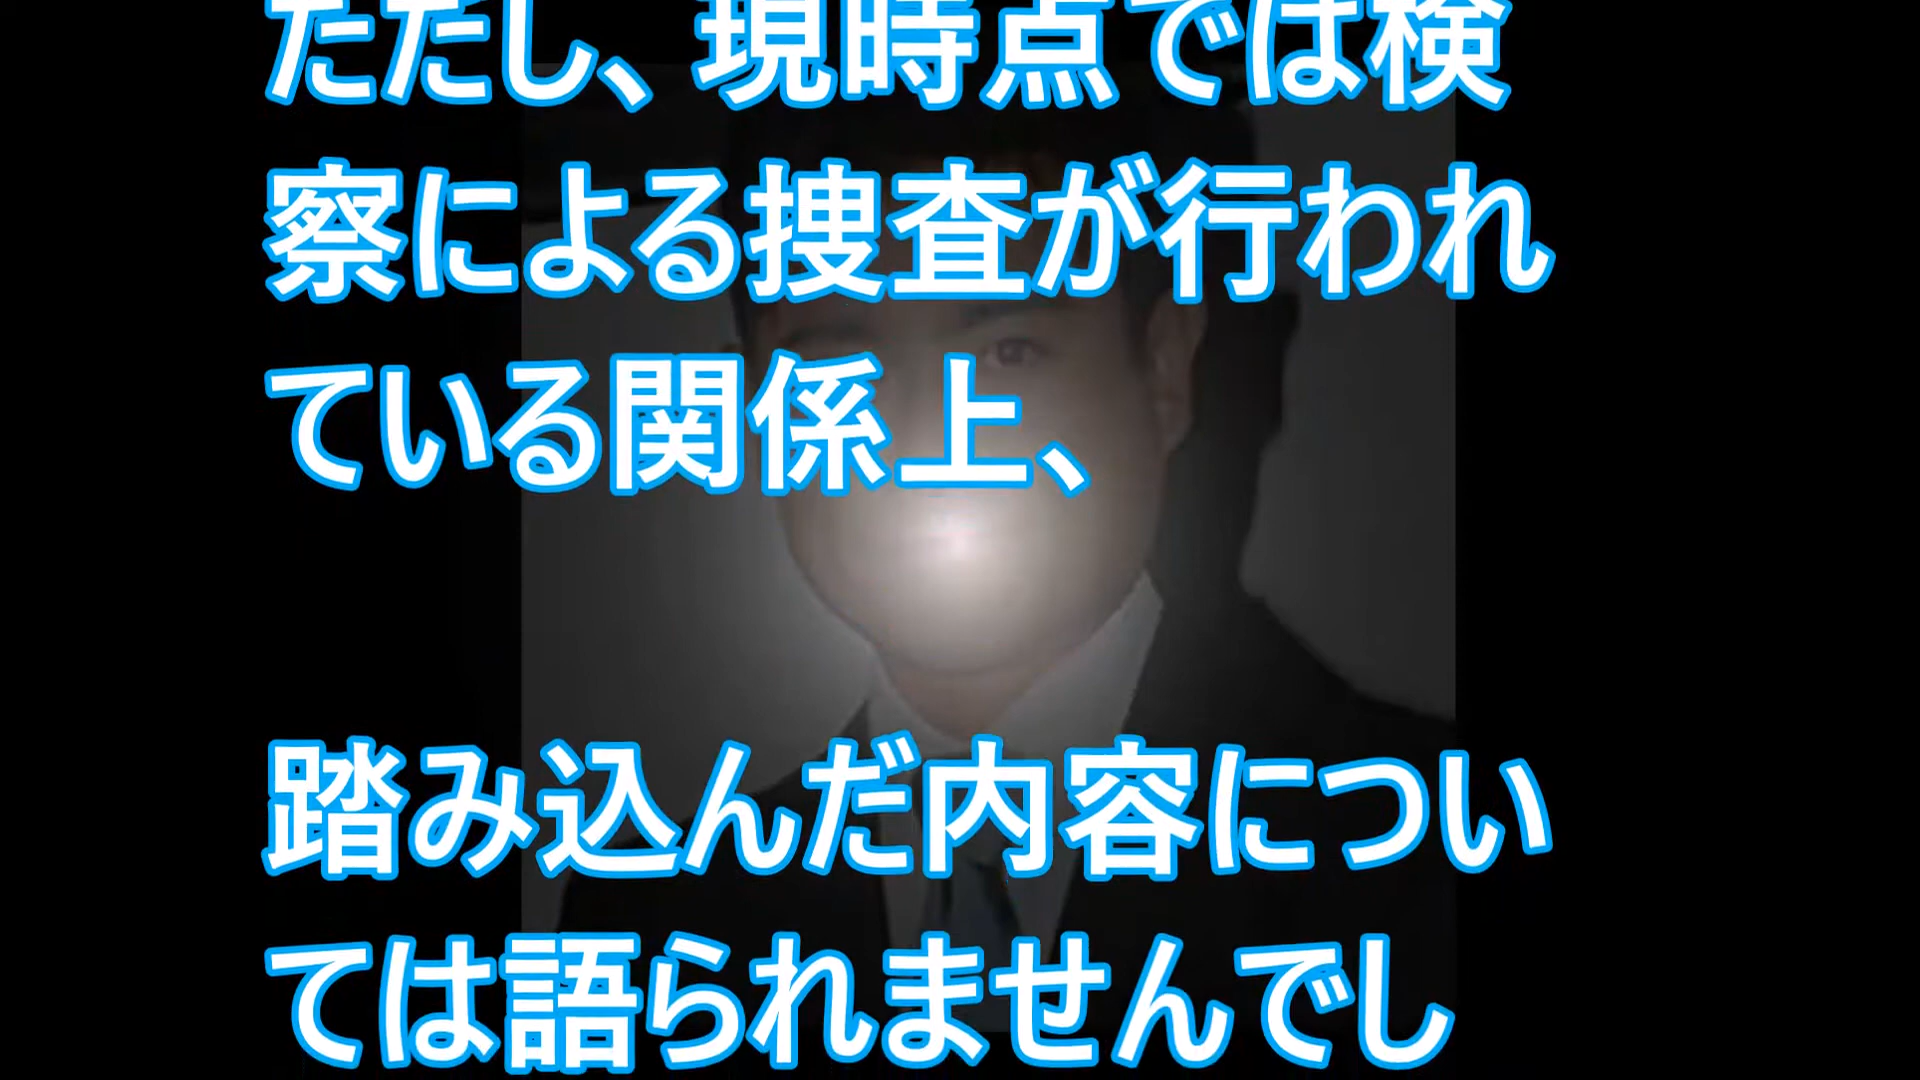 ただし、現時点では検
察による捜査が行われ
ている関係上、
踏み込んだ内容につい
ては語られませんでし